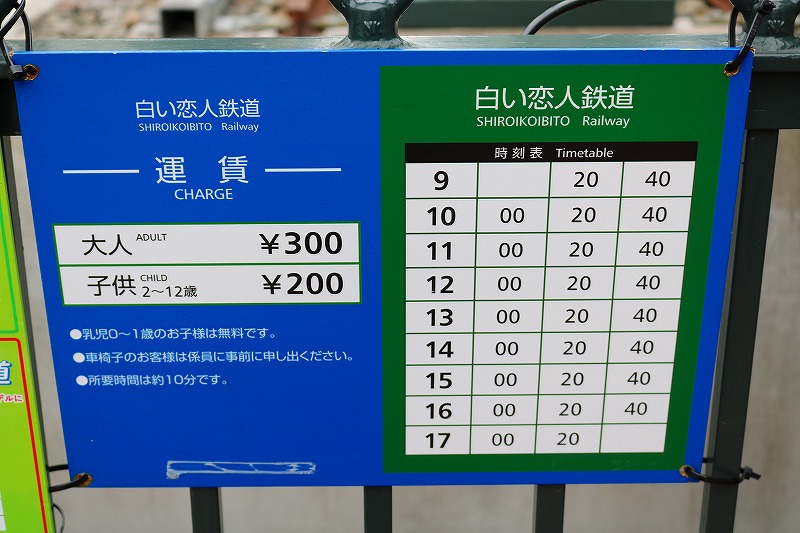 白い恋人鉄道
SHIROIKOIBITO Railway
運賃
CHARGE
大人 ADULT ¥300
子供 CHILD 2〜12歳 ¥200
●乳児0〜1歳のお子様は無料です。
●車椅子のお客様は係員に事前に申し出ください。
●所要時間は約10分です。
白い恋人鉄道
SHIROIKOIBITO Railway
時刻表 Timetable
9 20 40
10 00 20 40
11 00 20 40
12 00 20 40
13 00 20 40
14 00 20 40
15 00 20 40
16 00 20 40
17 00 20
道
デルに